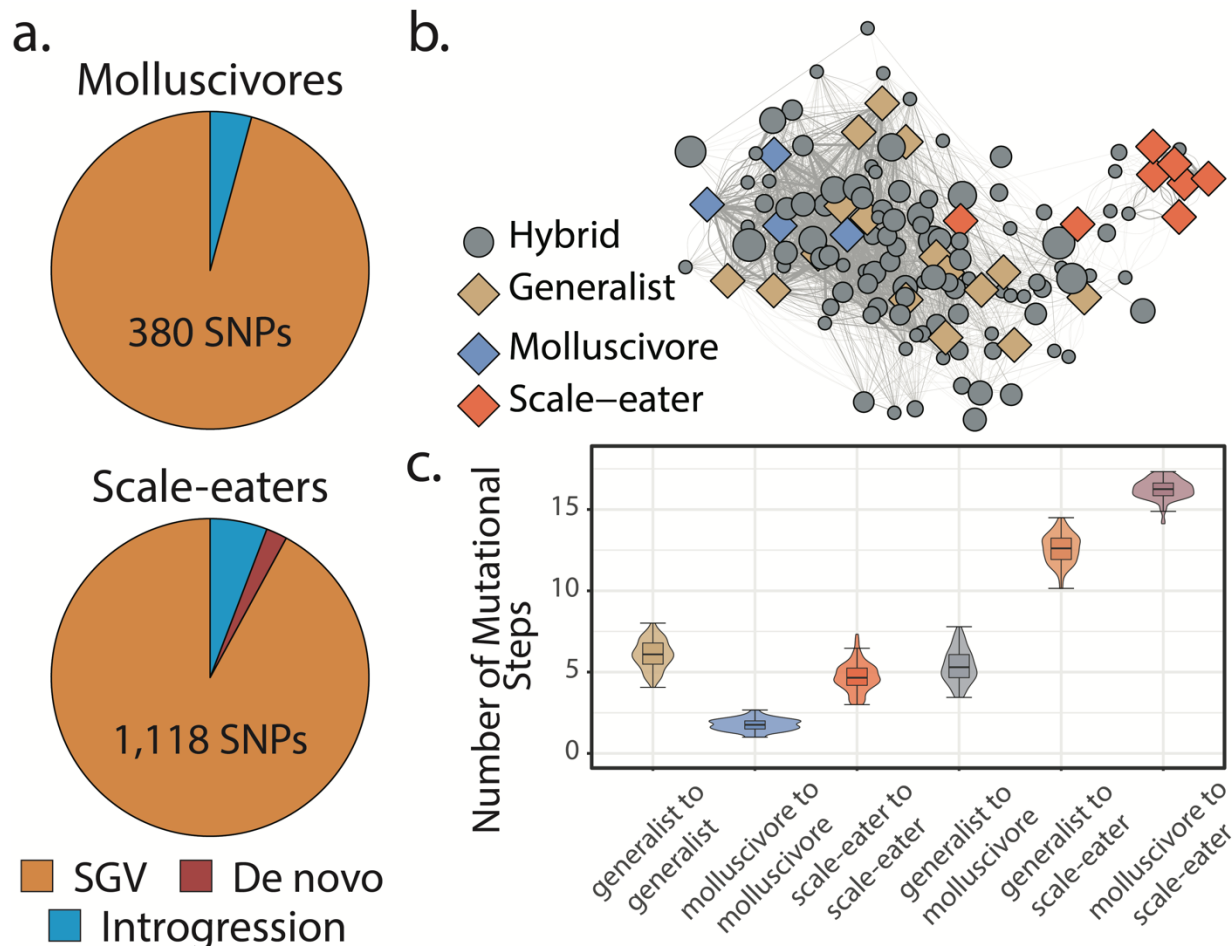 a.
Molluscivores
380 SNPs
Scale-eaters
1,118 SNPs
SGV
De novo
Introgression
b.
Hybrid
Generalist
Molluscivore
Scale–eater
c.
Number of Mutational
Steps
15
10
5
0
generalist to
generalist
molluscivore to
molluscivore
scale-eater to
scale-eater
generalist to
molluscivore
generalist to
scale-eater
molluscivore to
scale-eater